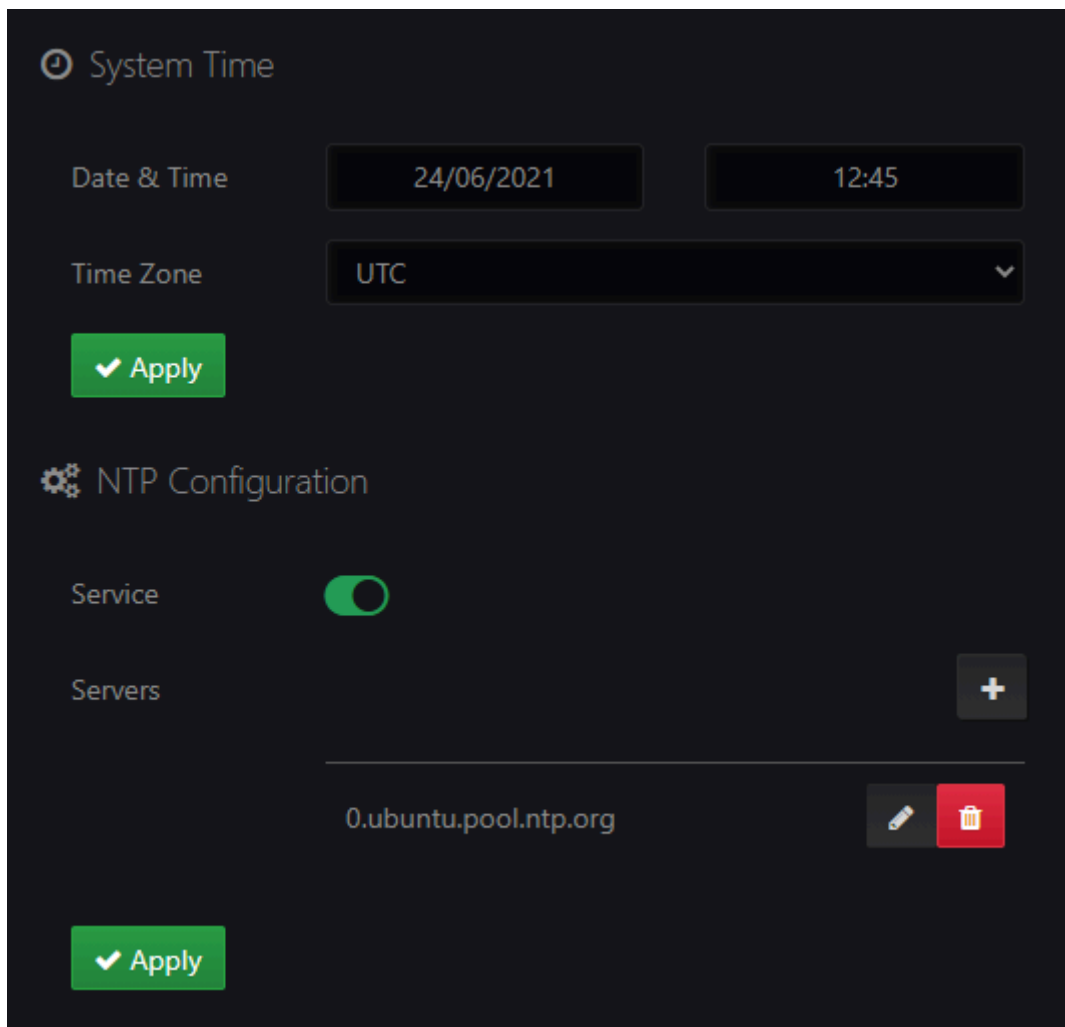 System Time
Date & Time 24/06/2021 12:45
Time Zone UTC
Apply
NTP Configuration
Service
Servers
0.ubuntu.pool.ntp.org
Apply